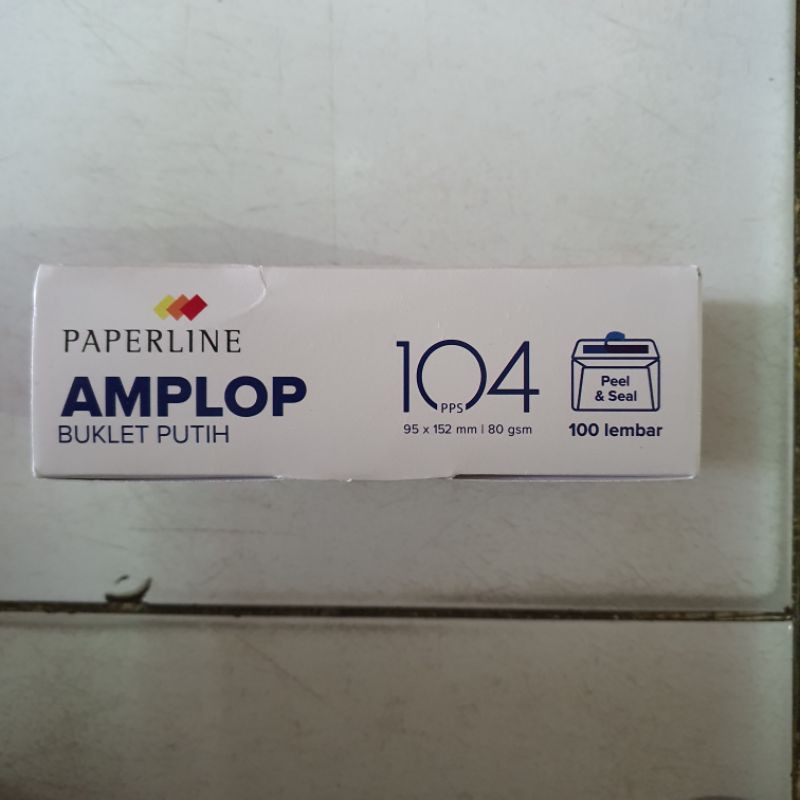 PAPERLINE
AMPLOP
BUKLET PUTIH
104
PPS
95 x 152 mm | 80 gsm
Peel
& Seal
100 lembar